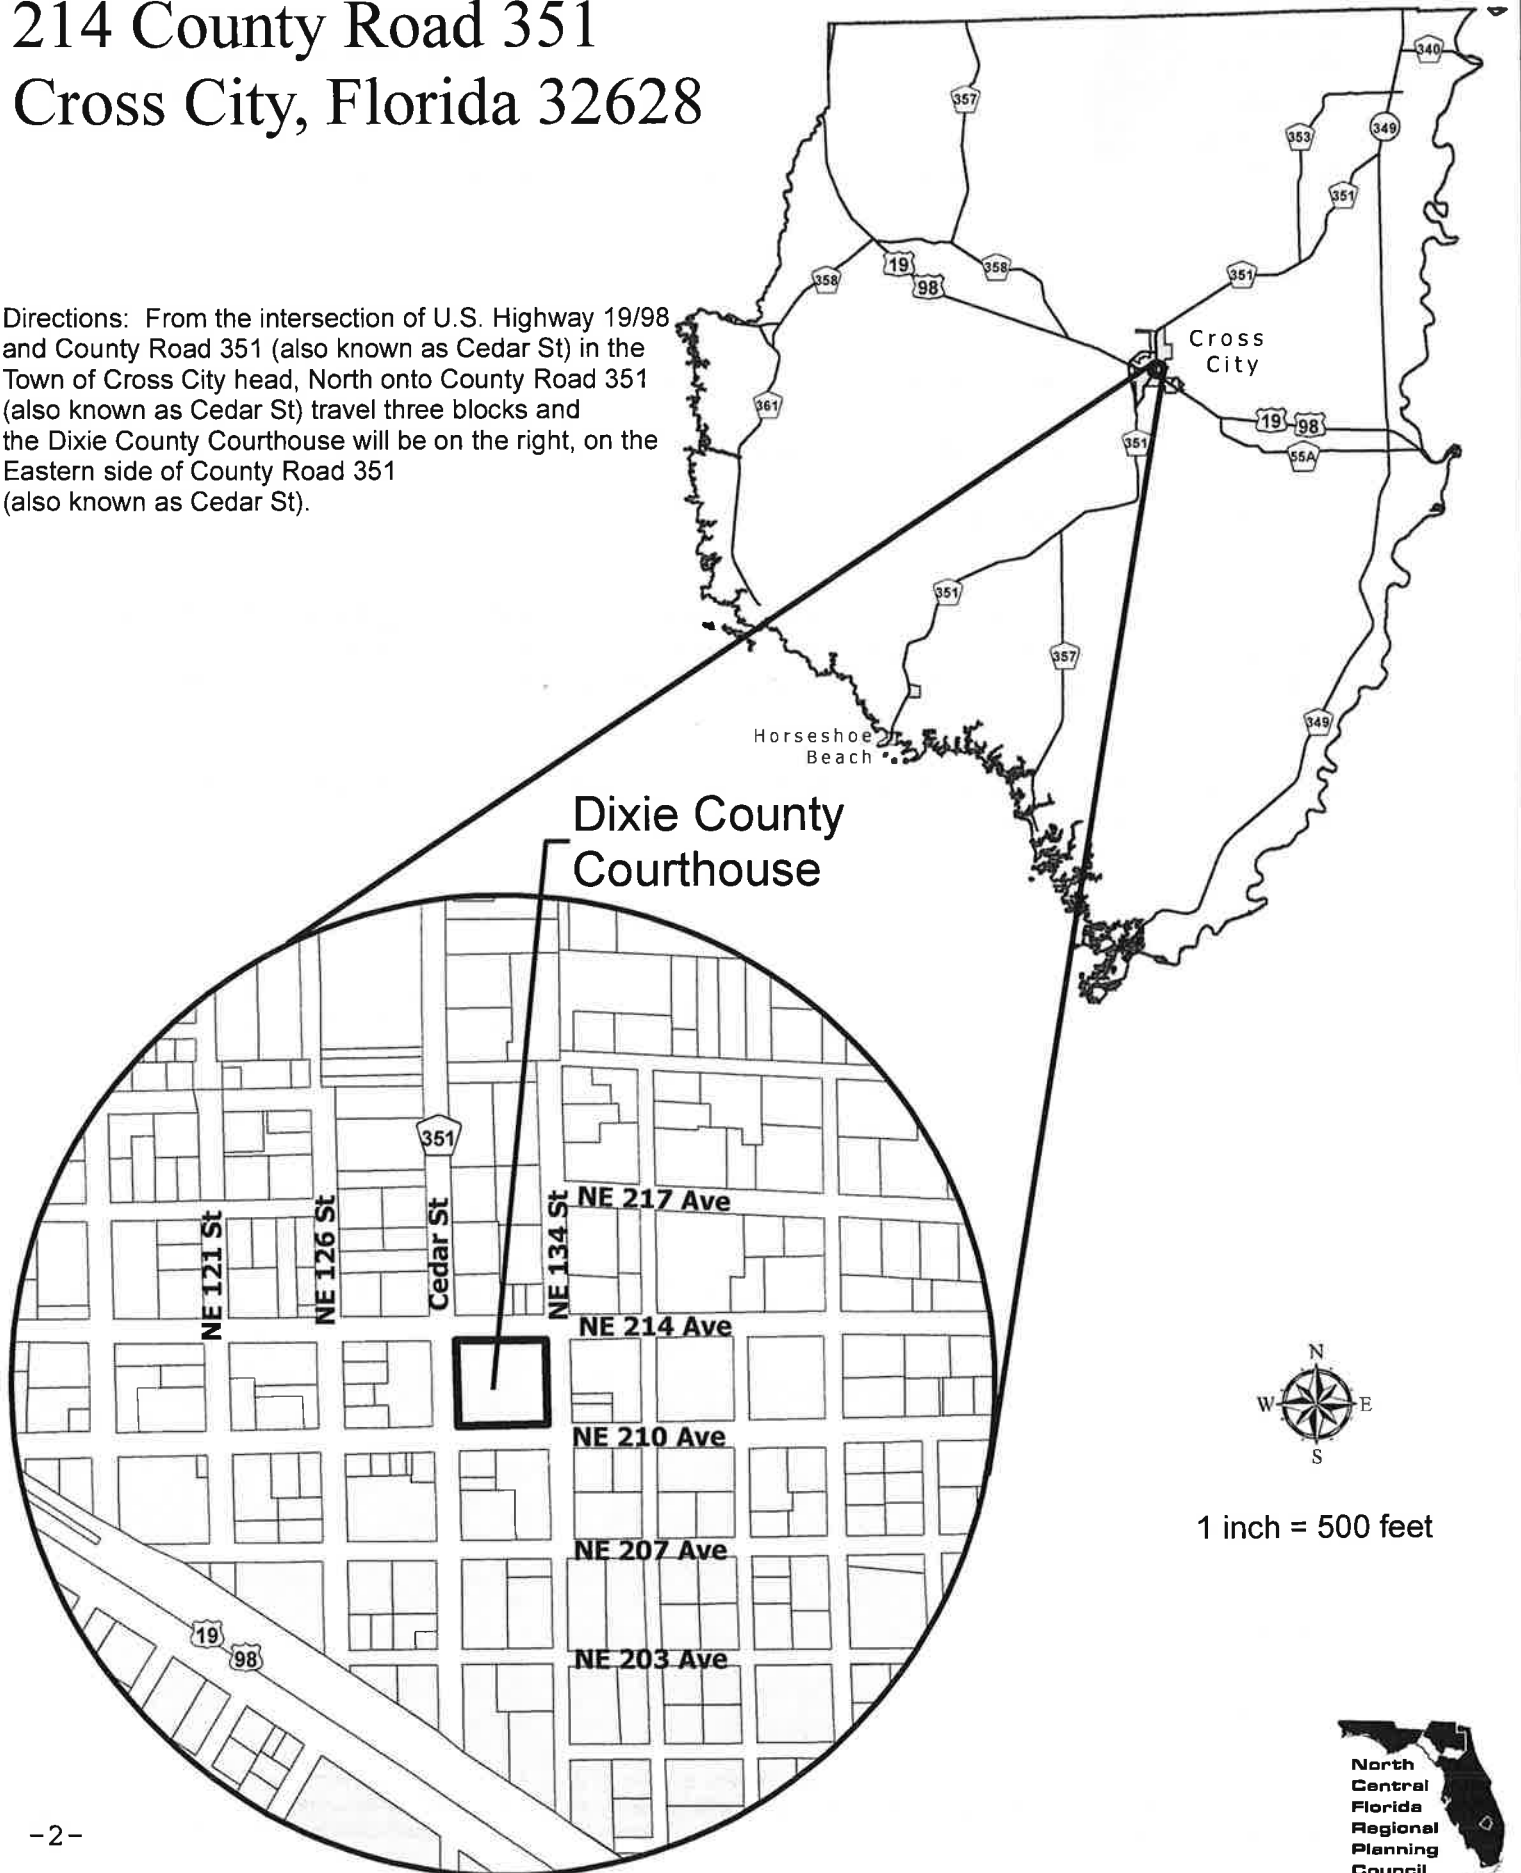 214 County Road 351
Cross City, Florida 32628
Directions: From the intersection of U.S. Highway 19/98
and County Road 351 (also known as Cedar St) in the
Town of Cross City head, North onto County Road 351
(also known as Cedar St) travel three blocks and
the Dixie County Courthouse will be on the right, on the
Eastern side of County Road 351
(also known as Cedar St).
340
357
353
349
351
358
19
98
358
351
Cross
City
361
19
98
351
55A
351
357
349
Horseshoe
Beach
Dixie County
Courthouse
351
NE 217 Ave
NE 121 St
NE 126 St
Cedar St
NE 134 St
NE 214 Ave
NE 210 Ave
NE 207 Ave
NE 203 Ave
19
98
N
W
E
S
1 inch = 500 feet
North
Central
Florida
Regional
Planning
Council
-2-